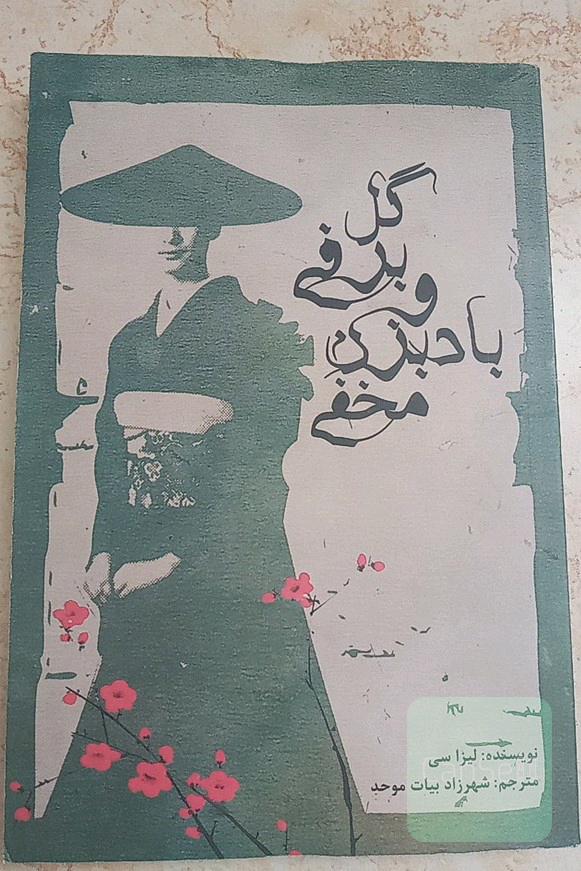 گل
برفی
و
بادبزن
مخفی
نویسنده: لیزا سی
مترجم: شهرزاد بیات موحد